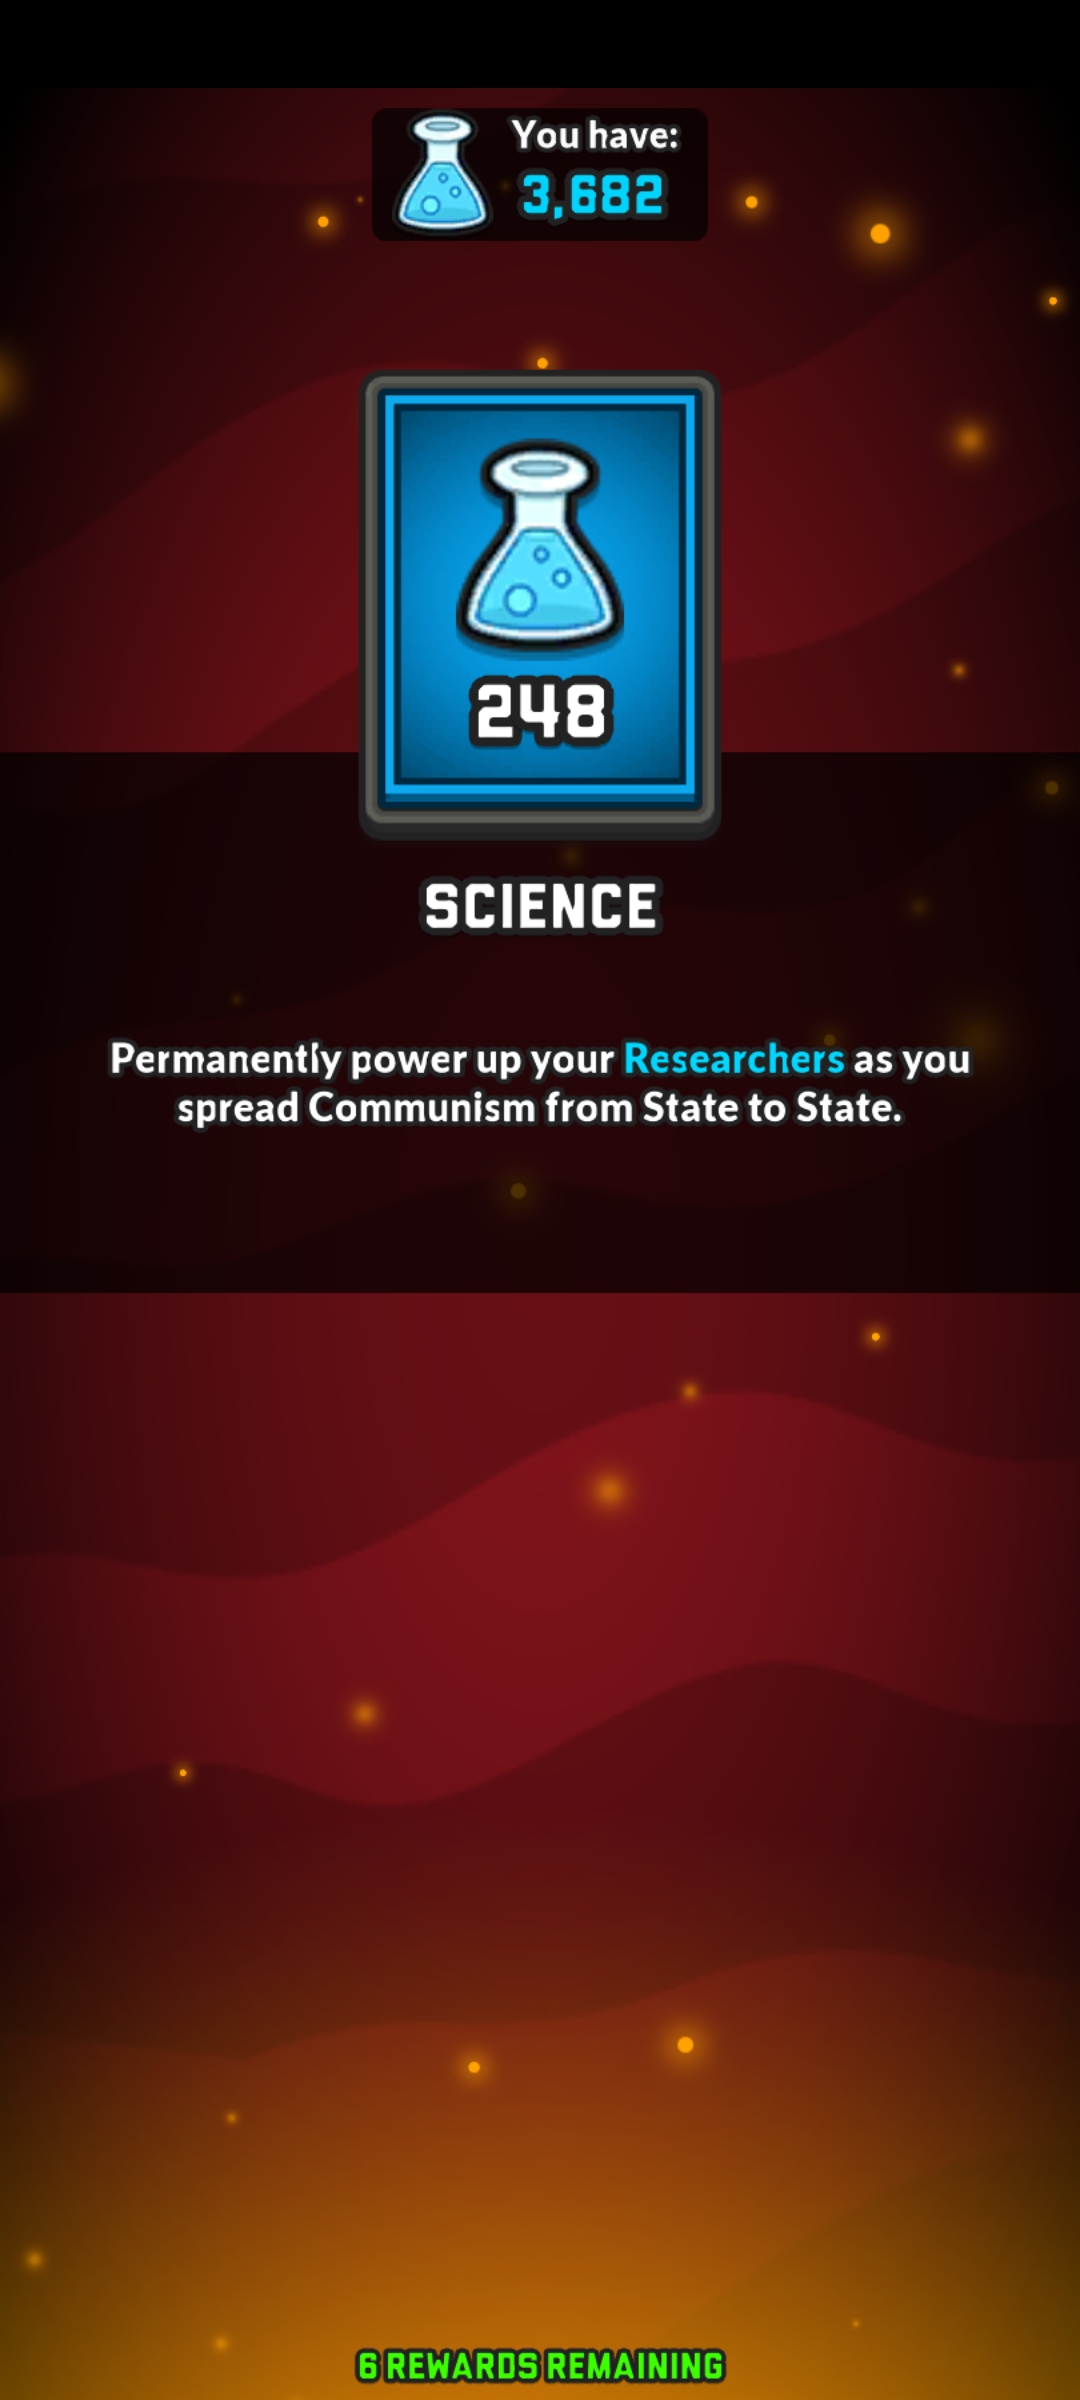 You have:
3,682
248
SCIENCE
Permanently power up your Researchers as you
spread Communism from State to State.
6 REWARDS REMAINING